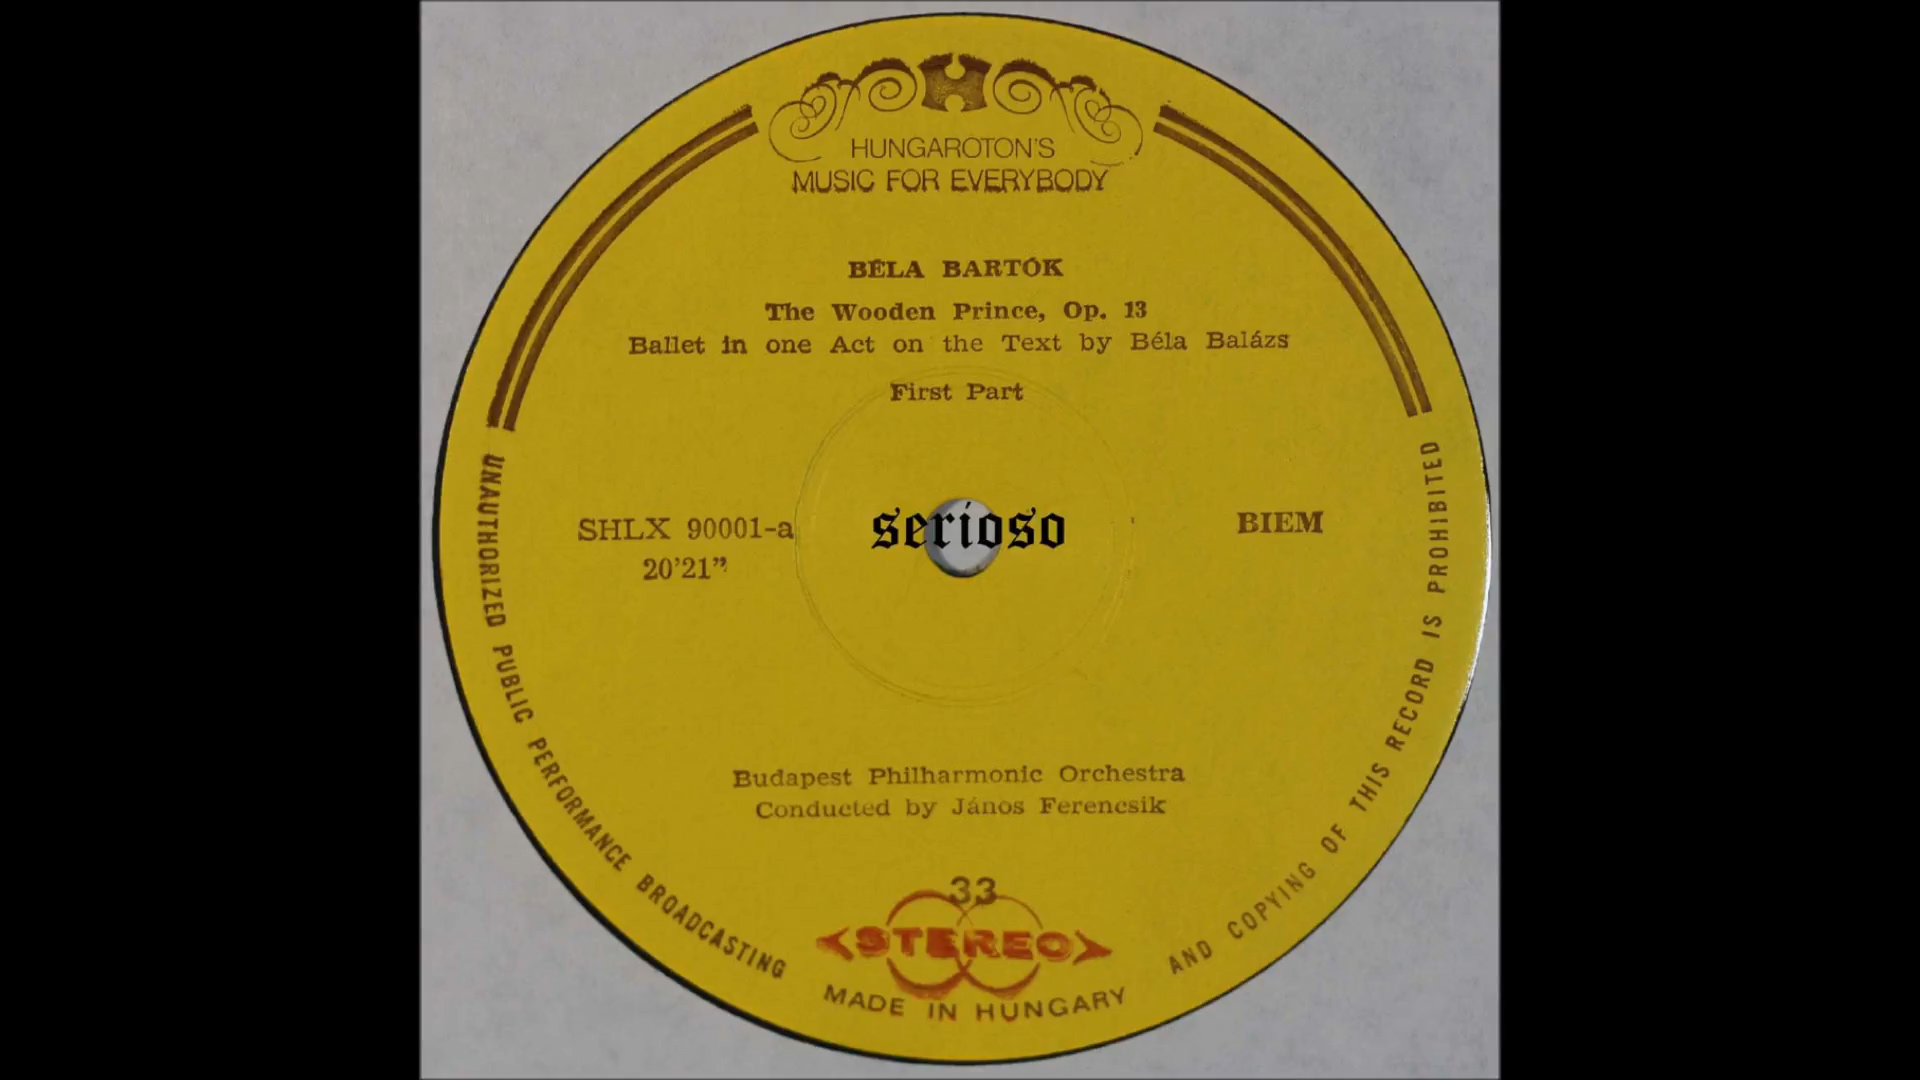 H
HUNGAROTON'S
MUSIC FOR EVERYBODY
BÉLA BARTÓK
The Wooden Prince, Op. 13
Ballet in one Act on the Text by Béla Balázs
First Part
SHLX 90001-a
20'21"
serioso
BIEM
Budapest Philharmonic Orchestra
Conducted by János Ferencsik
33
STEREO
MADE IN HUNGARY
UNAUTHORIZED PUBLIC PERFORMANCE BROADCASTING AND COPYING OF THIS RECORD IS PROHIBITED